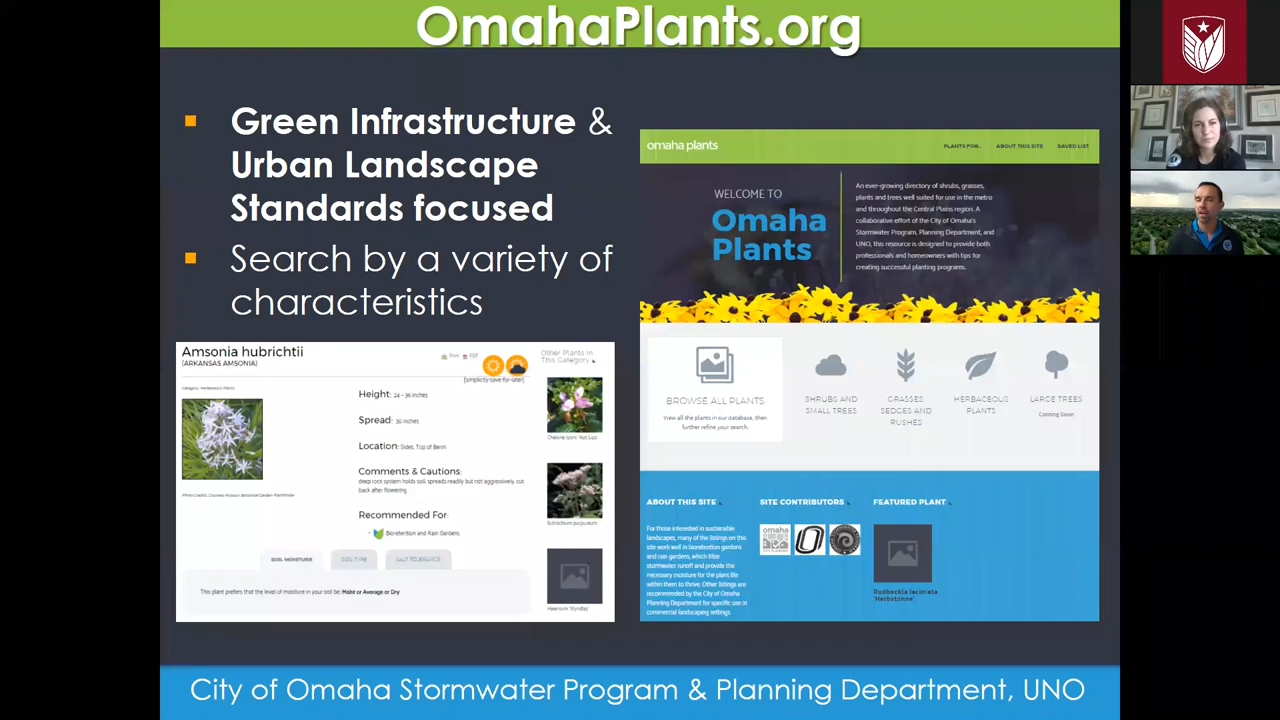 OmahaPlants.org
Green Infrastructure &
Urban Landscape
Standards focused
Search by a variety of
characteristics
Amsonia hubrichtii
(ARKANSAS AMSONIA)
Category: Herbaceous Plants
PDF
[simplicity-save-for-later]
Other Plants In
This Category
Height: 24 - 36 inches
Spread: 30 inches
Location: Sides, Top of Berm
Comments & Cautions:
deep root system holds soil spreads readily but not aggressively, cut
back after flowering
Recommended For:
Bioretention and Rain Gardens
SOIL MOISTURE
SOIL TYPE
SALT TOLERANCE
This plant prefers that the level of moisture in your soil be: Moist or Average or Dry
omaha plants
PLANTS FOR..
ABOUT THIS SITE
SAVED LIST
WELCOME TO
Omaha
Plants
An ever-growing directory of shrubs, grasses,
plants and trees well suited for use in the metro
and throughout the Central Plains region. A
collaborative effort of the City of Omaha's
Stormwater Program, Planning Department, and
UNO, this resource is designed to provide both
professionals and homeowners with tips for
creating successful planting programs.
BROWSE ALL PLANTS
View all the plants in our database, then
further refine your search.
SHRUBS AND
SMALL TREES
GRASSES
SEDGES AND
RUSHES
HERBACEOUS
PLANTS
LARGE TREES
Coming Soon
ABOUT THIS SITE
For those interested in sustainable
landscapes, many of the listings on this
site work well in bioretention gardens
and rain gardens, which filter
stormwater runoff and provide the
necessary moisture for the plant life
within them to thrive. Other listings are
recommended by the City of Omaha
Planning Department for specific use in
commercial landscaping settings.
SITE CONTRIBUTORS
omaha
FEATURED PLANT
Rudbeckia laciniata
'Herbstonne'
City of Omaha Stormwater Program & Planning Department, UNO